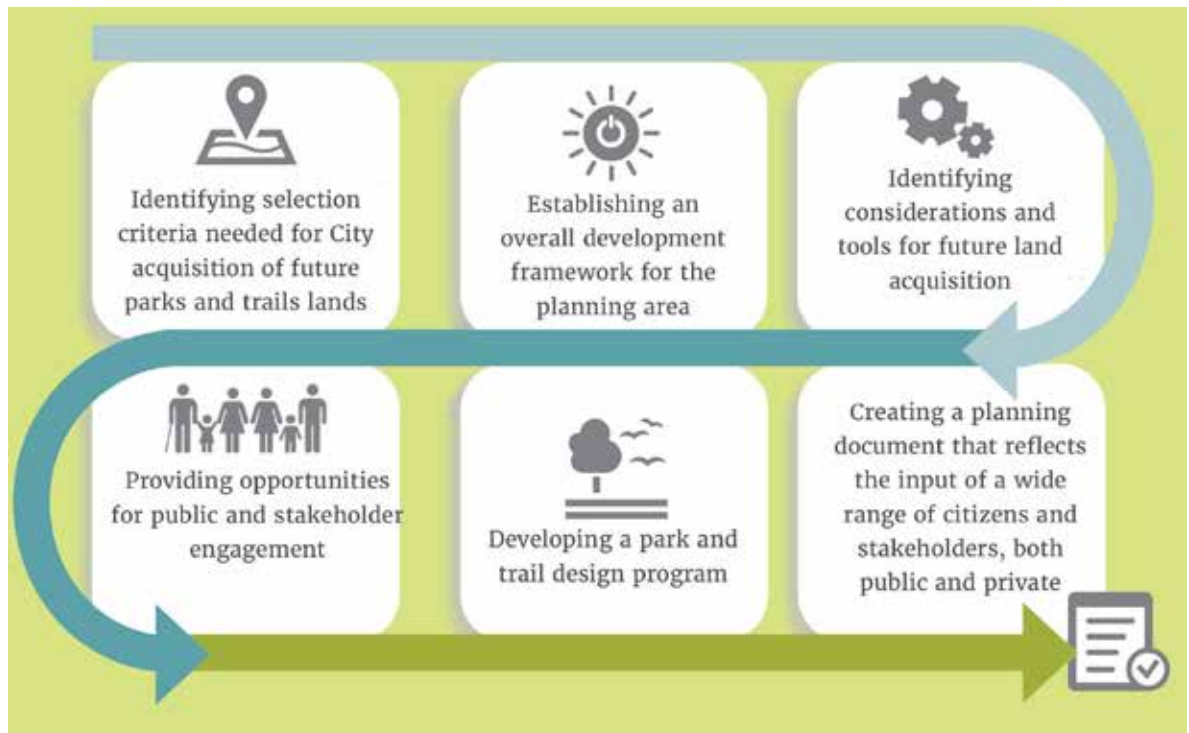 Identifying selection
criteria needed for City
acquisition of future
parks and trails lands
Establishing an
overall development
framework for the
planning area
Identifying
considerations and
tools for future land
acquisition
Providing opportunities
for public and stakeholder
engagement
Developing a park and
trail design program
Creating a planning
document that reflects
the input of a wide
range of citizens and
stakeholders, both
public and private